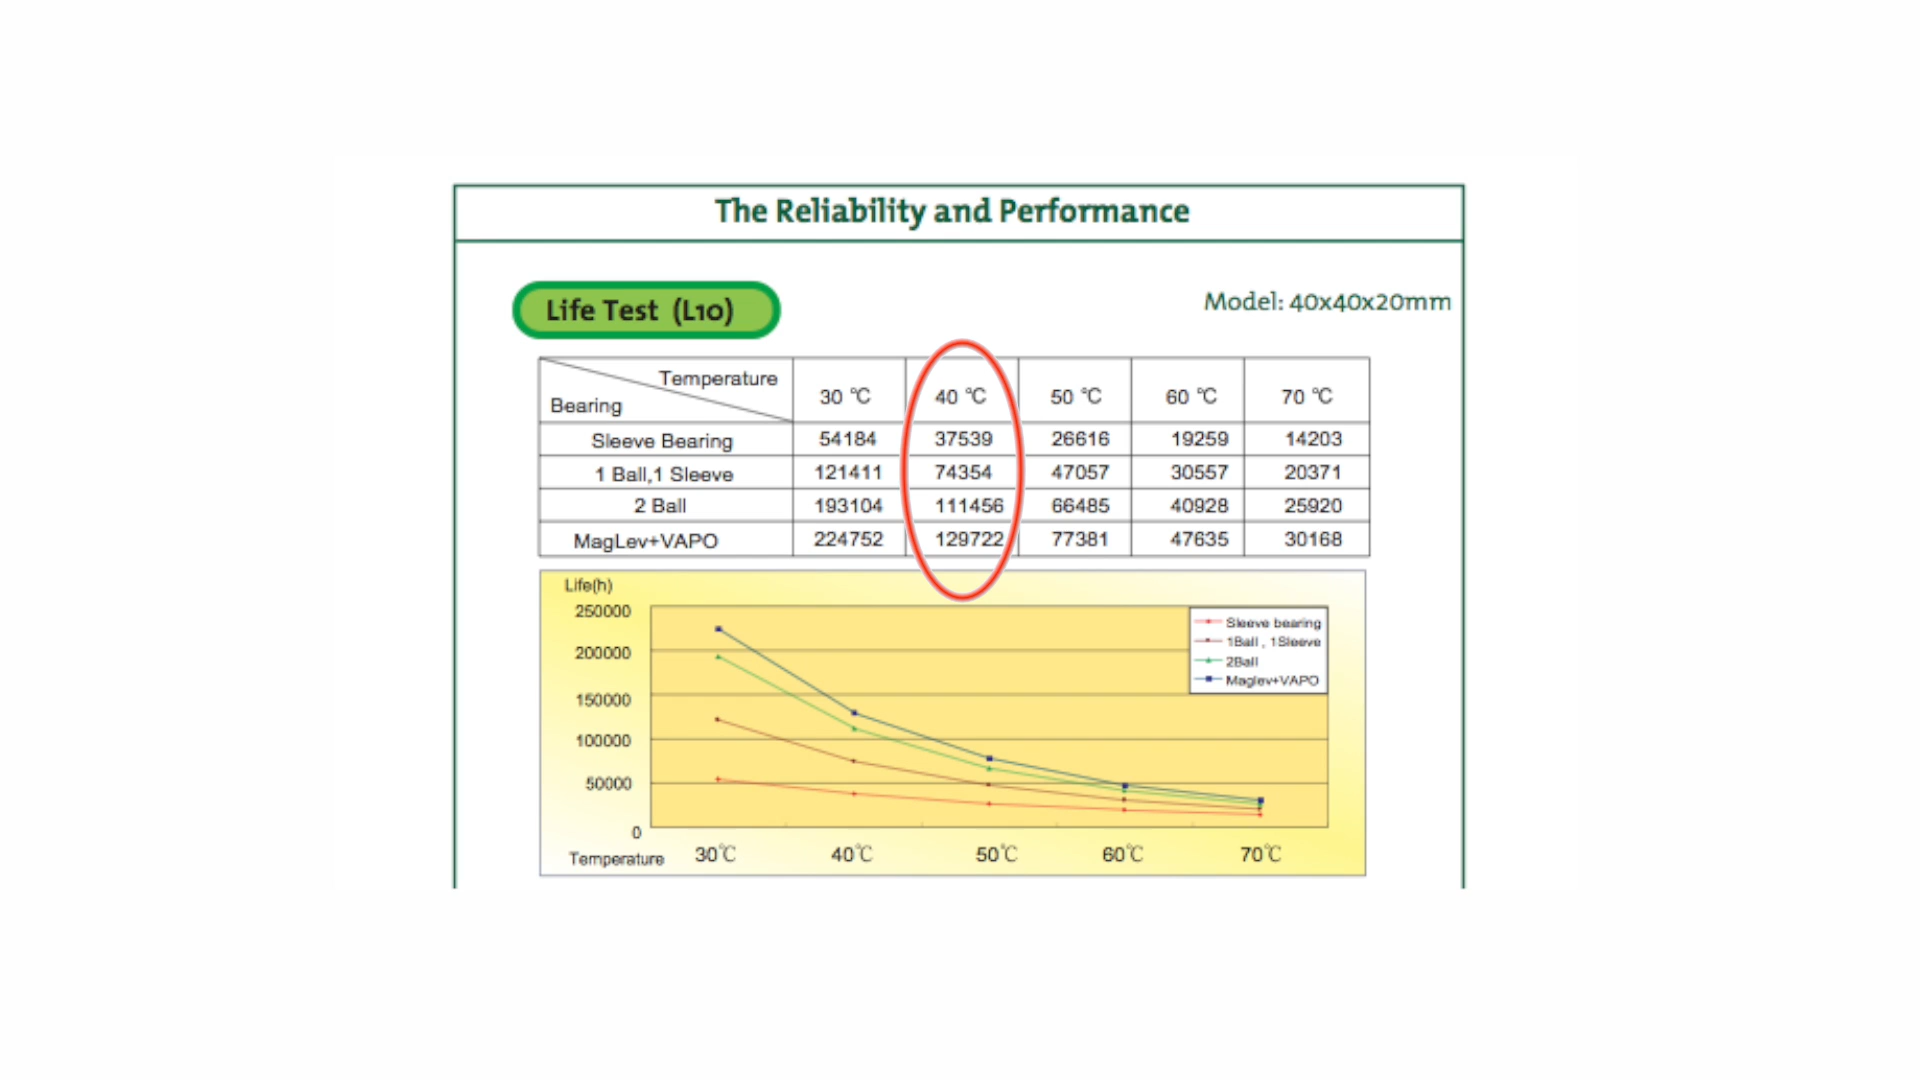 The Reliability and Performance
Life Test (L10)
Model: 40x40x20mm
Temperature
Bearing
30 ℃ 40 ℃ 50 ℃ 60 ℃ 70 ℃
Sleeve Bearing 54184 37539 26616 19259 14203
1 Ball,1 Sleeve 121411 74354 47057 30557 20371
2 Ball 193104 111456 66485 40928 25920
MagLev+VAPO 224752 129722 77381 47635 30168
Life(h)
250000
200000
150000
100000
50000
0
Sleeve bearing
1Ball , 1Sleeve
2Ball
Maglev+VAPO
Temperature 30℃ 40℃ 50℃ 60℃ 70℃